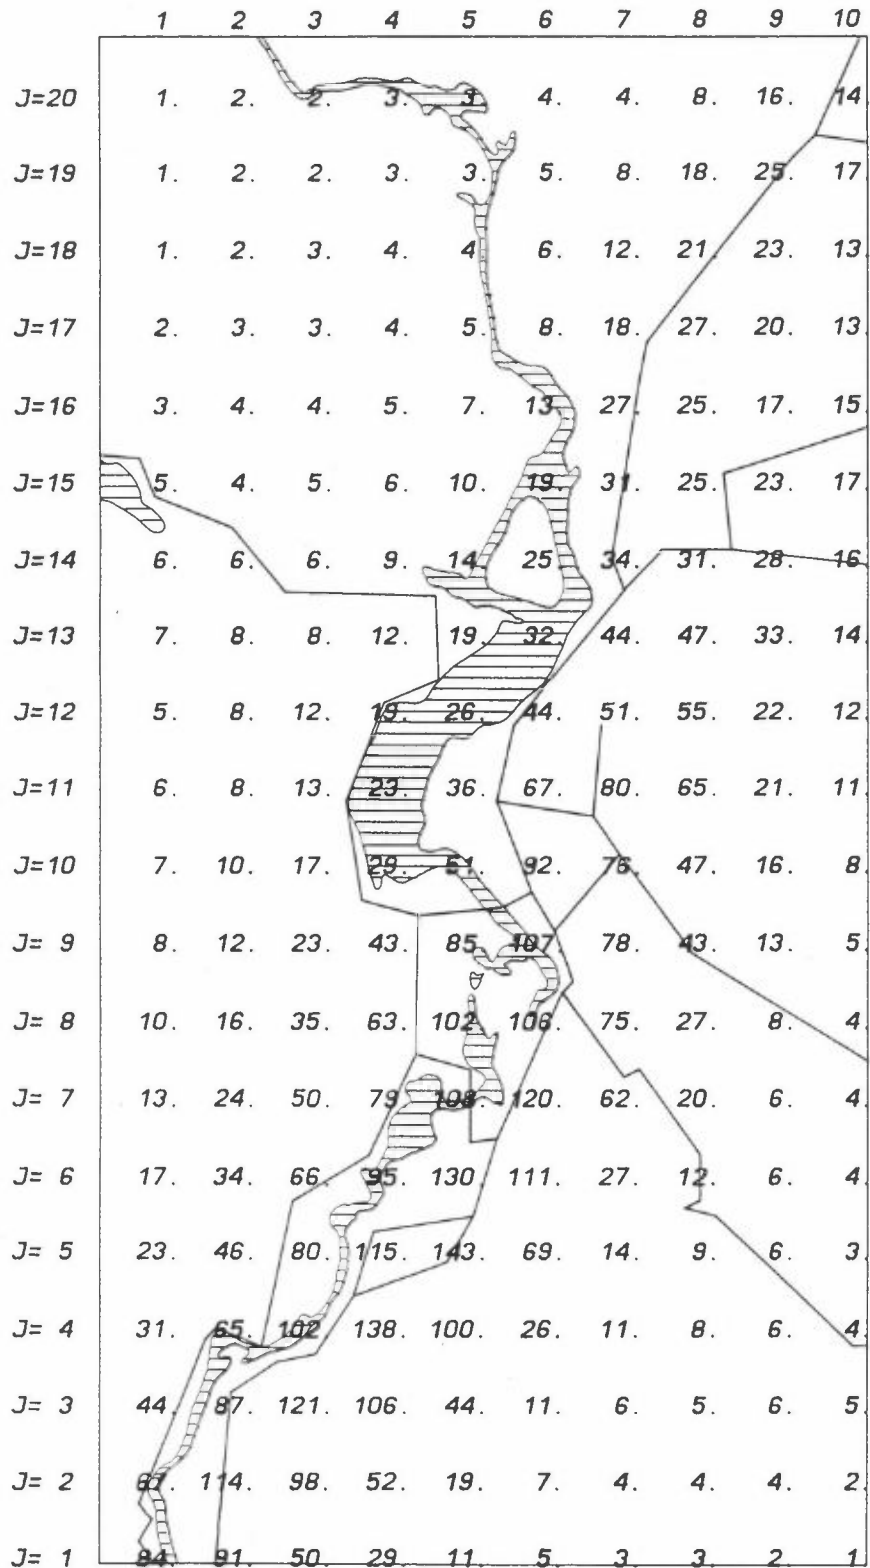 1 2 3 4 5 6 7 8 9 10
J=20 1. 2. 2. 3. 3. 4. 4. 8. 16. 14.
J=19 1. 2. 2. 3. 3. 5. 8. 18. 25. 17.
J=18 1. 2. 3. 4. 4. 6. 12. 21. 23. 13.
J=17 2. 3. 3. 4. 5. 8. 18. 27. 20. 13.
J=16 3. 4. 4. 5. 7. 13. 27. 25. 17. 15.
J=15 5. 4. 5. 6. 10. 19. 31. 25. 23. 17.
J=14 6. 6. 6. 9. 14. 25. 34. 31. 28. 16.
J=13 7. 8. 8. 12. 19. 32. 44. 47. 33. 14.
J=12 5. 8. 12. 19. 26. 44. 51. 55. 22. 12.
J=11 6. 8. 13. 23. 36. 67. 80. 65. 21. 11.
J=10 7. 10. 17. 29. 51. 92. 76. 47. 16. 8.
J= 9 8. 12. 23. 43. 85. 107. 78. 43. 13. 5.
J= 8 10. 16. 35. 63. 102. 106. 75. 27. 8. 4.
J= 7 13. 24. 50. 79. 108. 120. 62. 20. 6. 4.
J= 6 17. 34. 66. 95. 130. 111. 27. 12. 6. 4.
J= 5 23. 46. 80. 115. 143. 69. 14. 9. 6. 3.
J= 4 31. 65. 102. 138. 100. 26. 11. 8. 6. 4.
J= 3 44. 87. 121. 106. 44. 11. 6. 5. 6. 5.
J= 2 67. 114. 98. 52. 19. 7. 4. 4. 4. 2.
J= 1 84. 81. 50. 29. 11. 5. 3. 3. 2. 1.